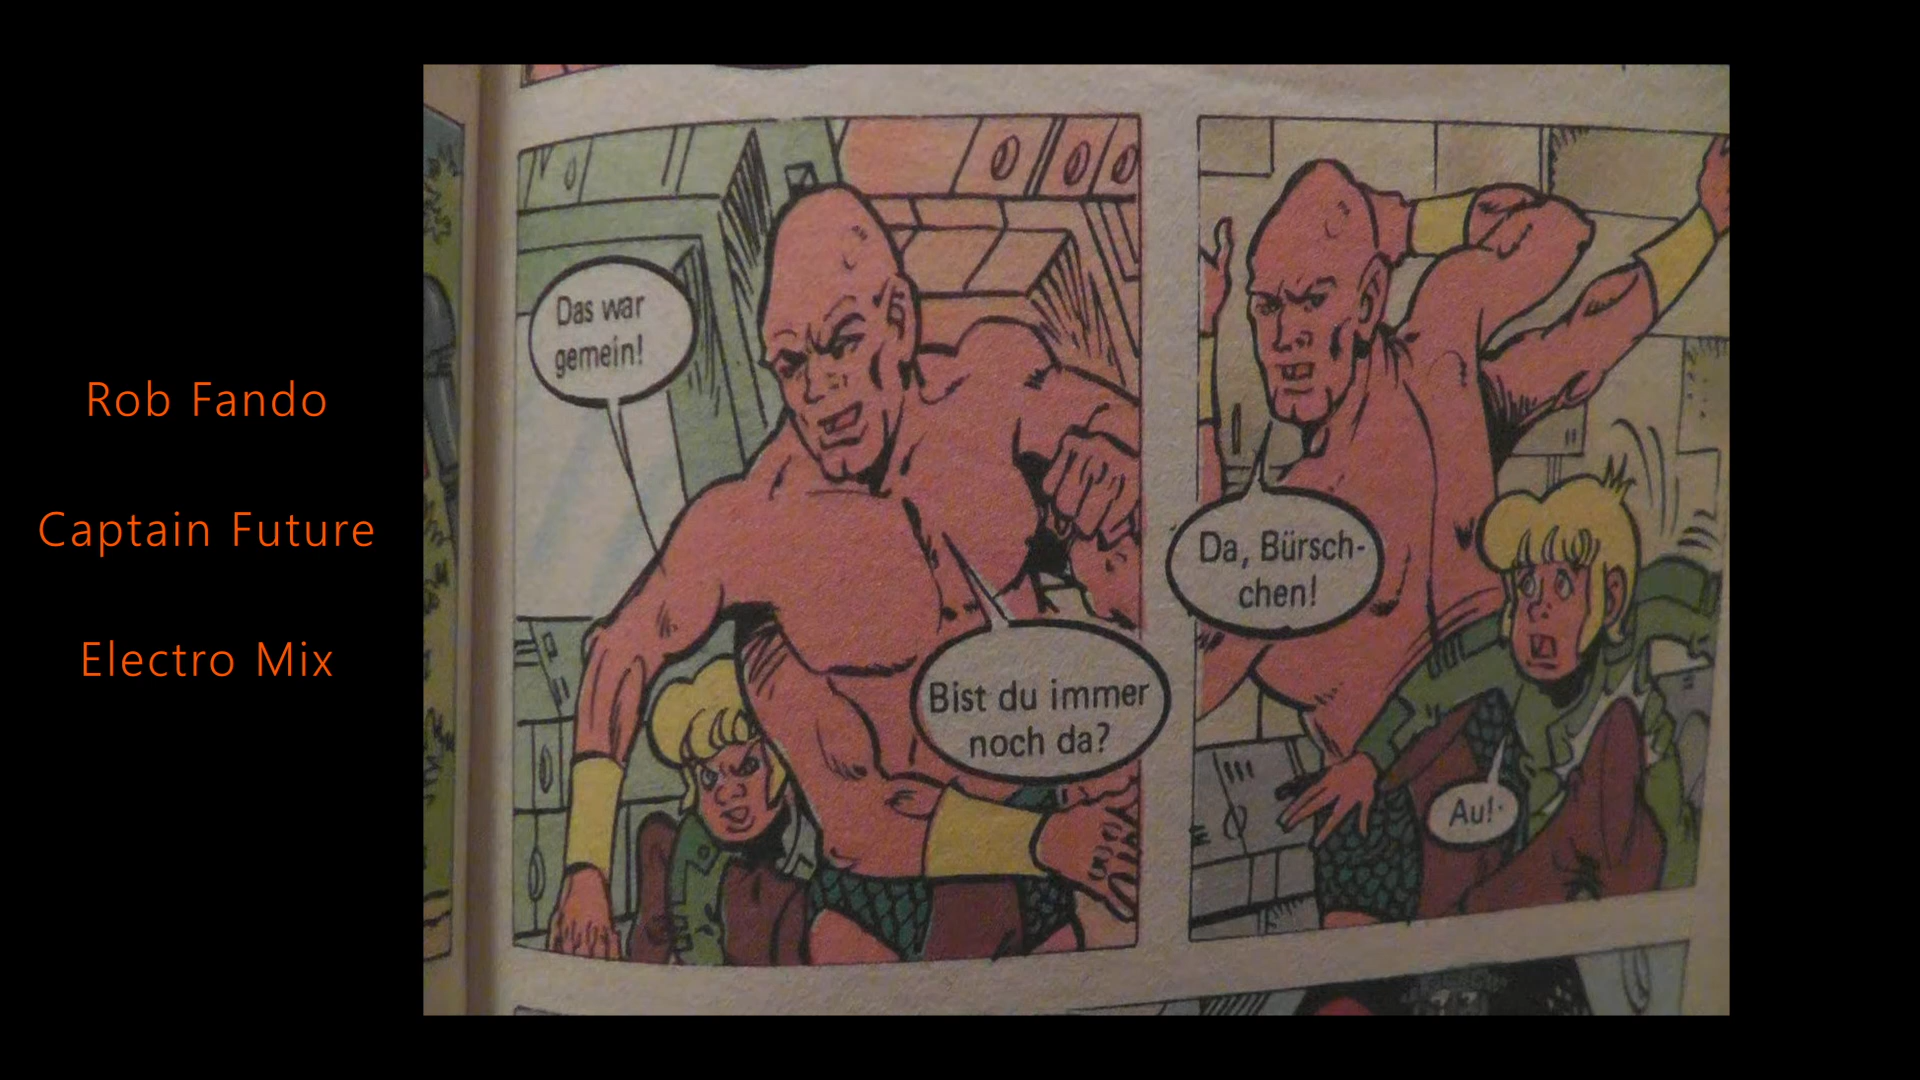 Rob Fando
Captain Future
Electro Mix
Das war
gemein!
Bist du immer
noch da?
Da, Bürsch-
chen!
Au!